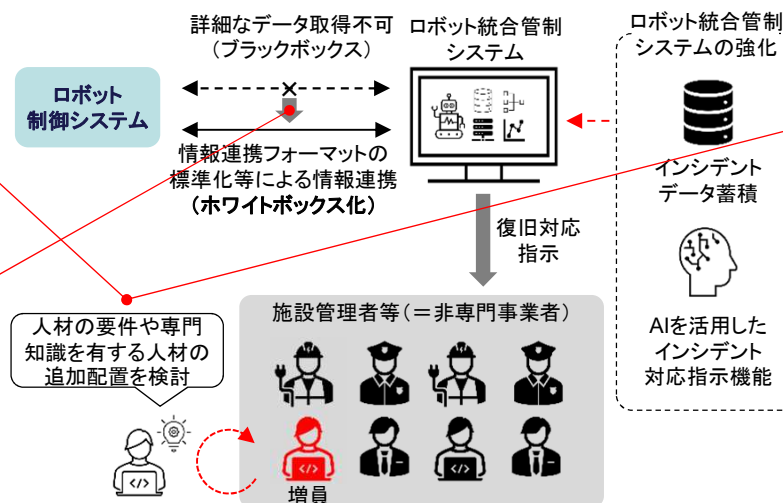 詳細なデータ取得不可
（ブラックボックス）
ロボット統合管制
システム
ロボット統合管制
システムの強化
ロボット
制御システム
情報連携フォーマットの
標準化等による情報連携
（ホワイトボックス化）
インシデント
データ蓄積
復旧対応
指示
施設管理者等（＝非専門事業者）
人材の要件や専門
知識を有する人材の
追加配置を検討
AIを活用した
インシデント
対応指示機能
</>
</>
</>
増員